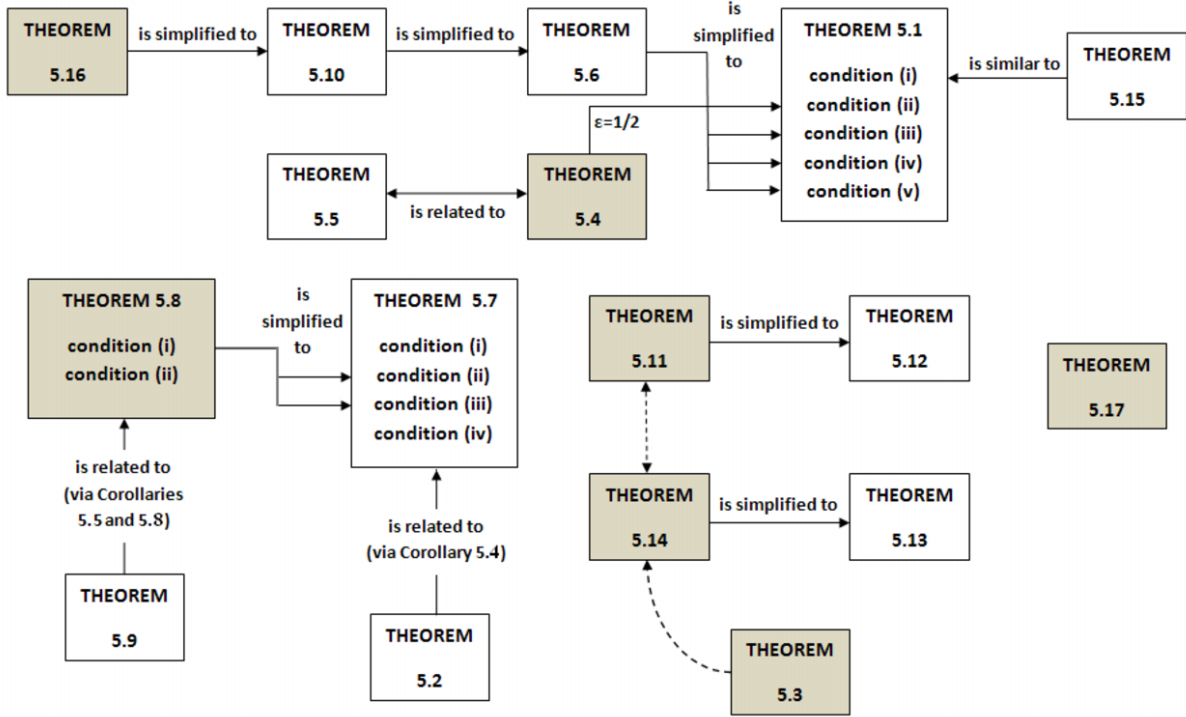 THEOREM
5.16
is simplified to
THEOREM
5.10
is simplified to
THEOREM
5.6
is
simplified
to
THEOREM 5.1
condition (i)
condition (ii)
condition (iii)
condition (iv)
condition (v)
is similar to
THEOREM
5.15
ε=1/2
THEOREM
5.5
is related to
THEOREM
5.4
THEOREM 5.8
condition (i)
condition (ii)
is
simplified
to
THEOREM 5.7
condition (i)
condition (ii)
condition (iii)
condition (iv)
is related to
(via Corollaries
5.5 and 5.8)
THEOREM
5.9
is related to
(via Corollary 5.4)
THEOREM
5.2
THEOREM
5.11
is simplified to
THEOREM
5.12
THEOREM
5.17
THEOREM
5.14
is simplified to
THEOREM
5.13
THEOREM
5.3